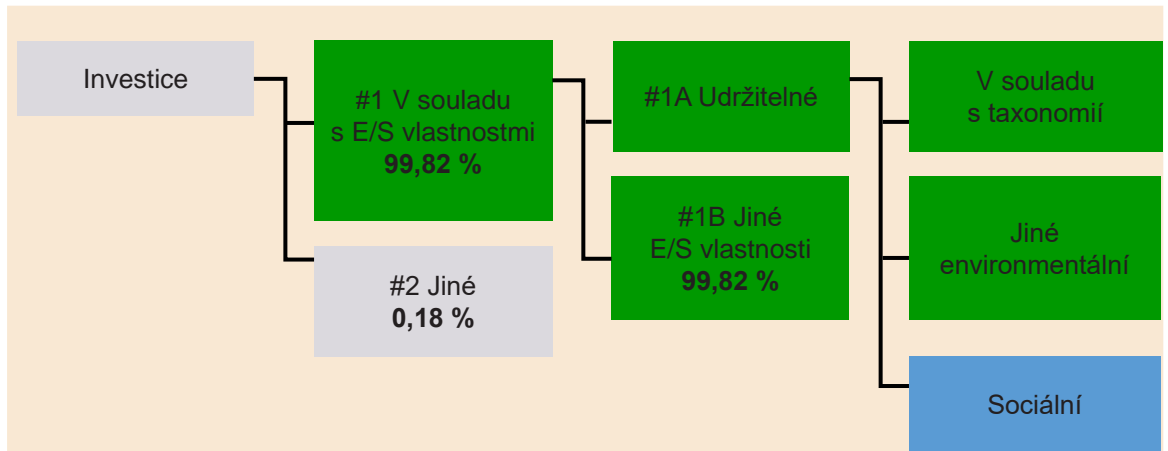 Investice
#1 V souladu
s E/S vlastnostmi
99,82 %
#2 Jiné
0,18 %
#1A Udržitelné
#1B Jiné
E/S vlastnosti
99,82 %
V souladu
s taxonomií
Jiné
environmentální
Sociální